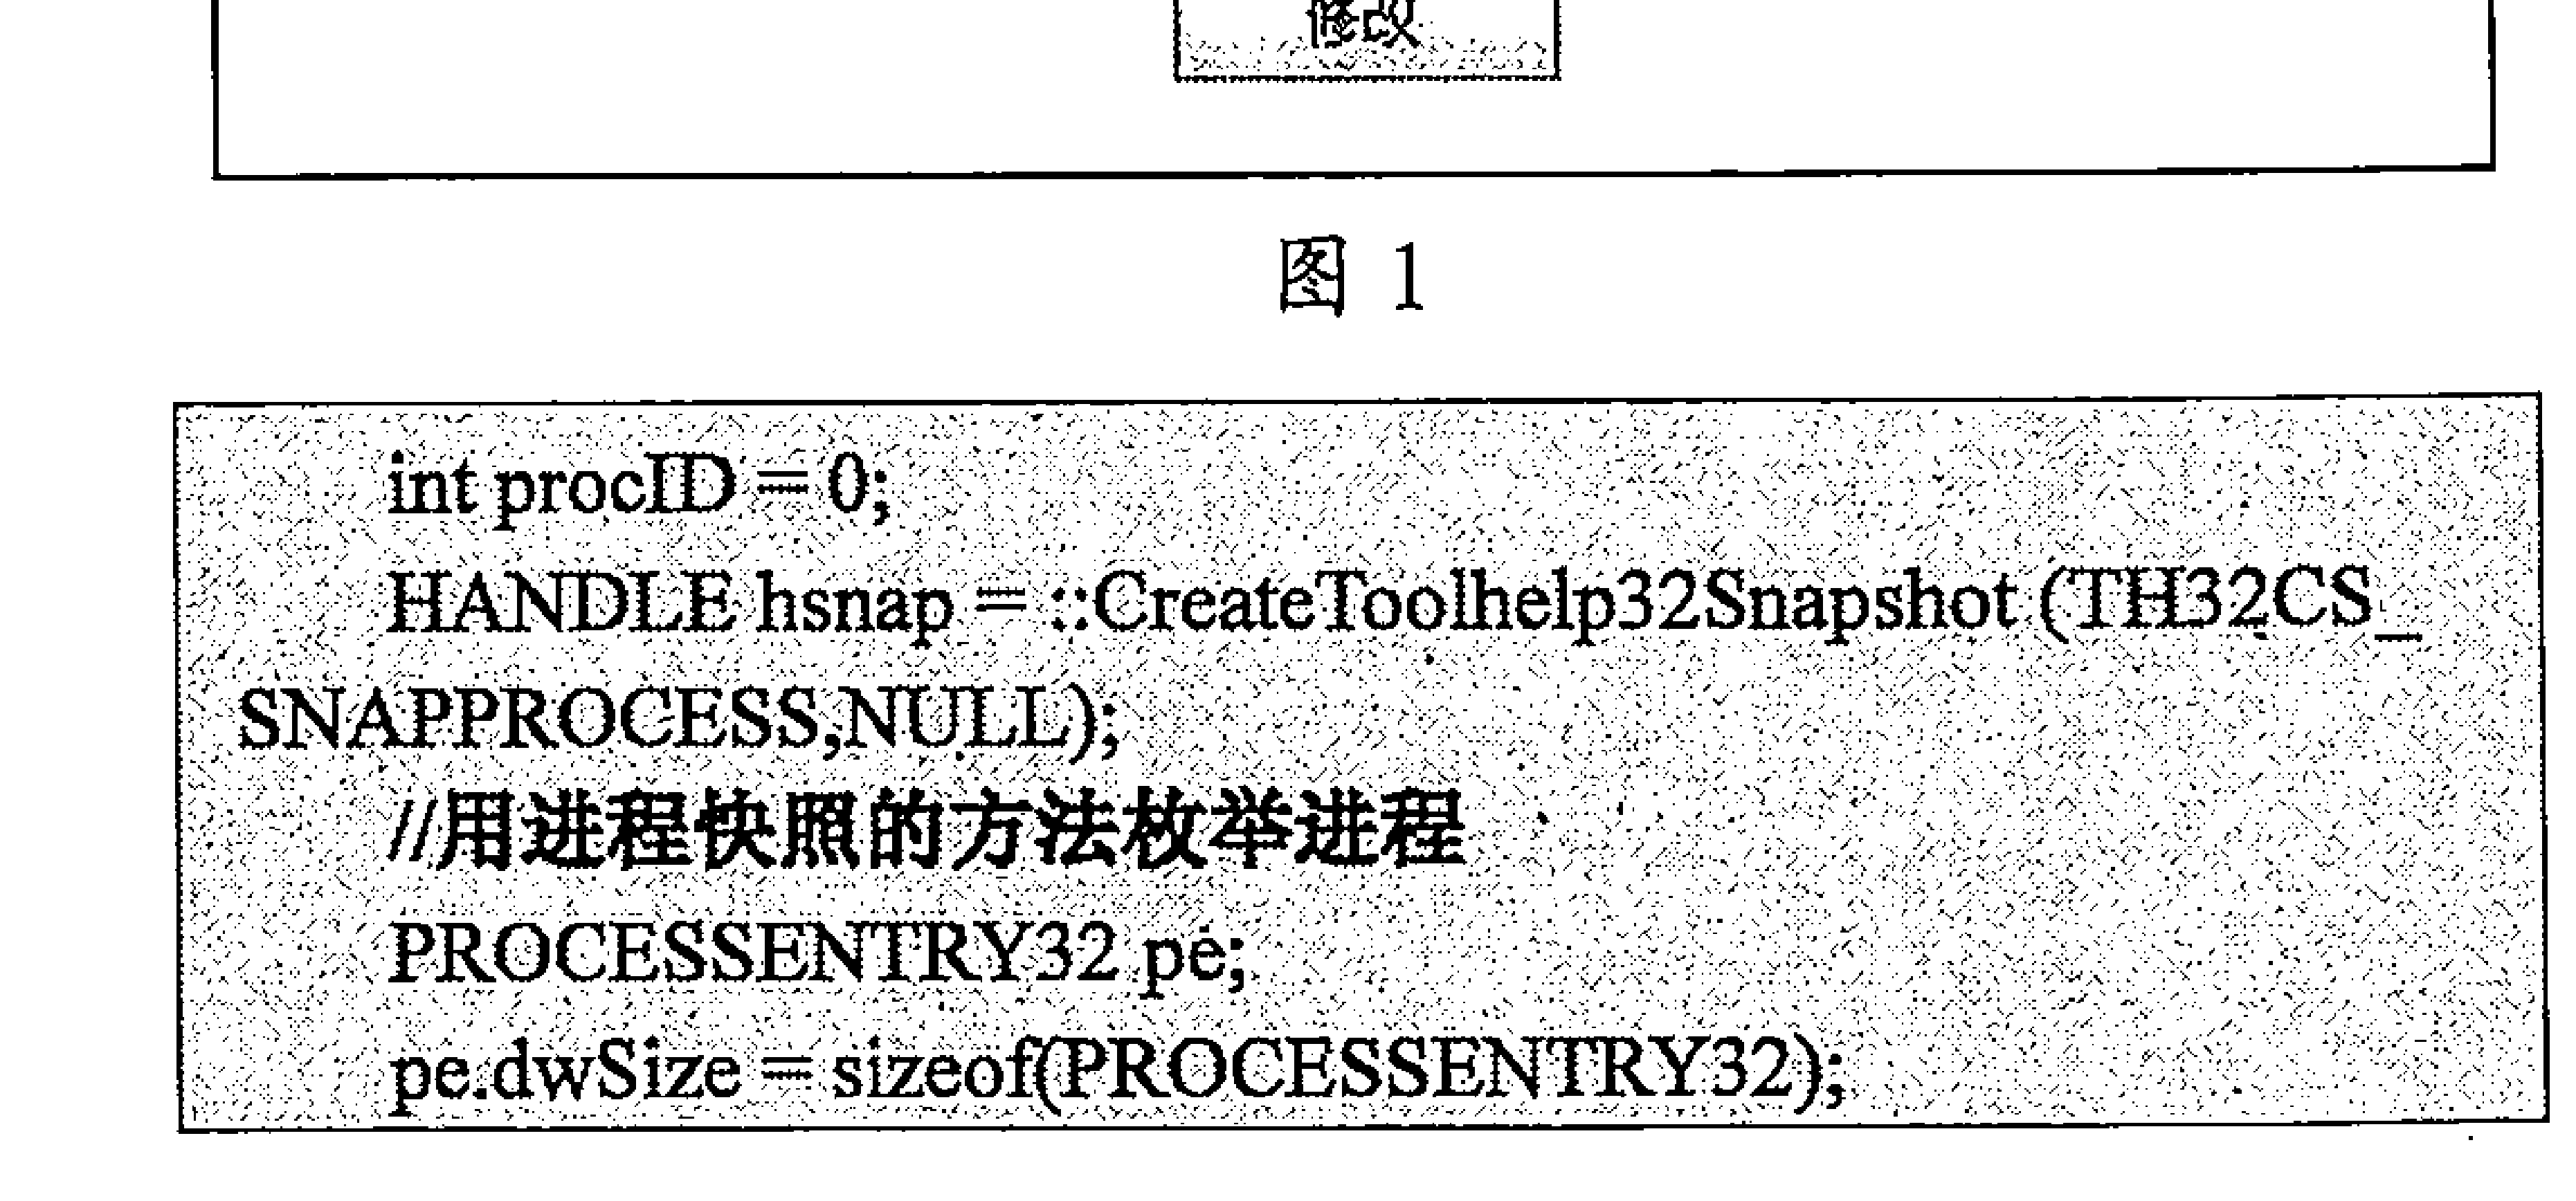 修改
图 1
int procID = 0;
HANDLE hsnap = ::CreateToolhelp32Snapshot (TH32CS_
SNAPPROCESS,NULL);
//用进程快照的方法枚举进程
PROCESSENTRY32 pe;
pe.dwSize = sizeof(PROCESSENTRY32);